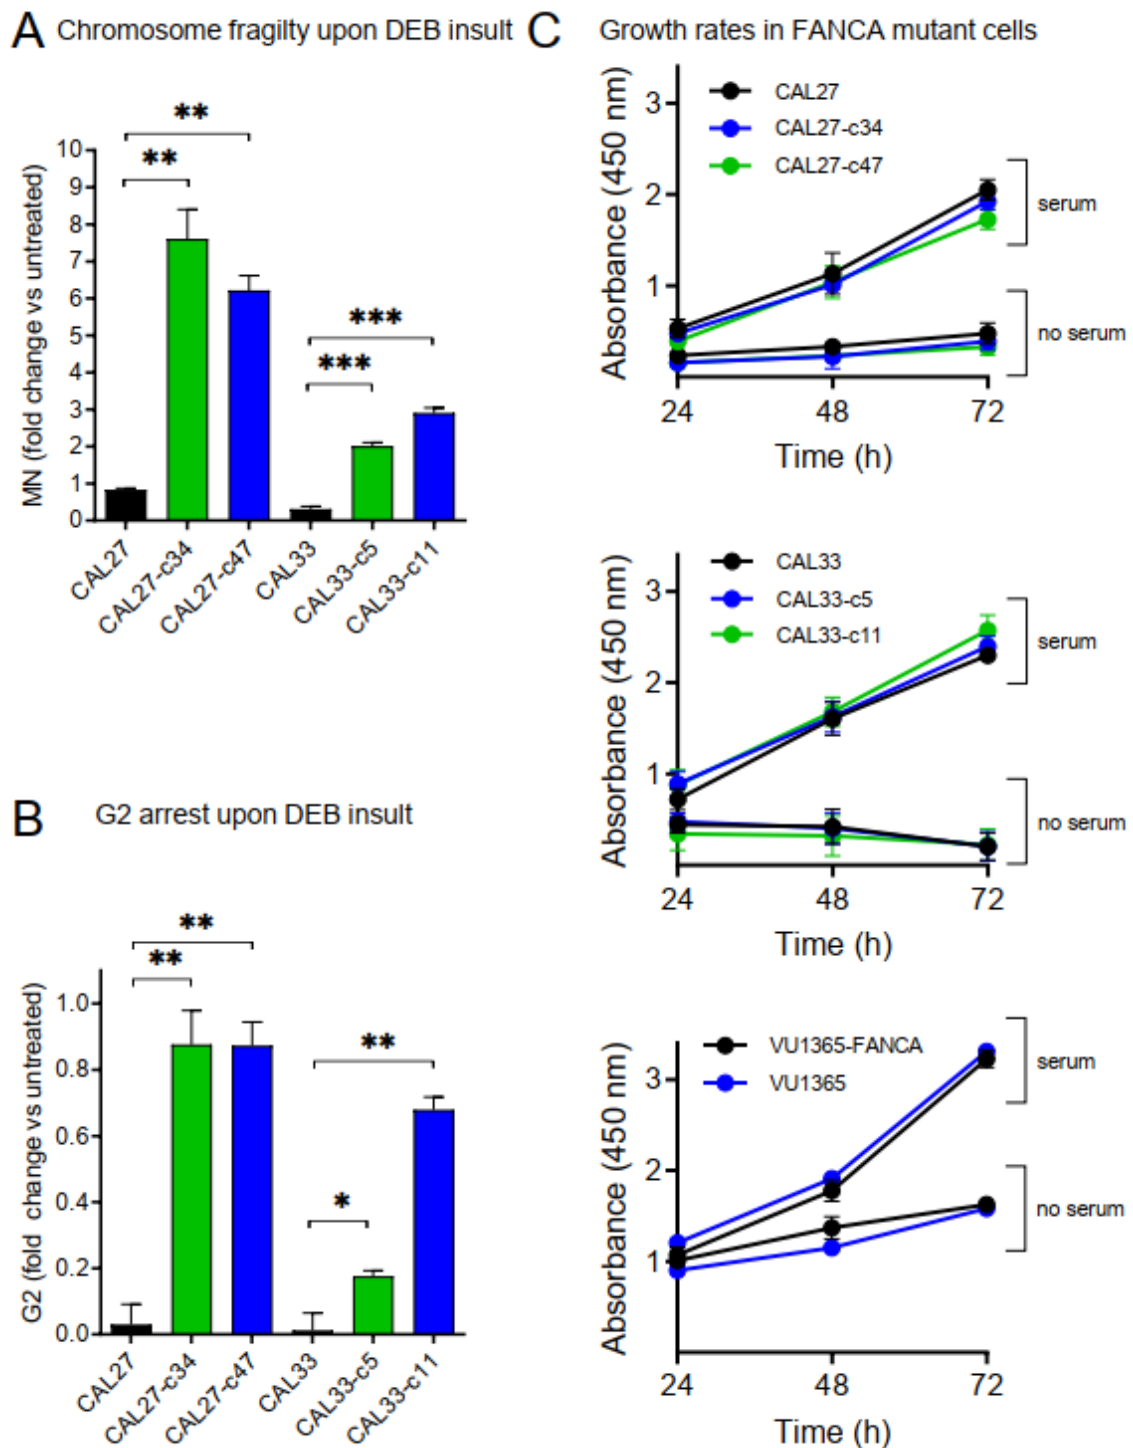 A Chromosome fragilty upon DEB insult
MN (fold change vs untreated)
10
9
8
7
6
5
4
3
2
1
0
**
**
***
***
CAL27
CAL27-c34
CAL27-c47
CAL33
CAL33-c5
CAL33-c11
B G2 arrest upon DEB insult
G2 (fold change vs untreated)
1.0
0.8
0.6
0.4
0.2
0.0
**
**
**
*
CAL27
CAL27-c34
CAL27-c47
CAL33
CAL33-c5
CAL33-c11
C Growth rates in FANCA mutant cells
Absorbance (450 nm)
3
2
1
CAL27
CAL27-c34
CAL27-c47
serum
no serum
24 48 72
Time (h)
Absorbance (450 nm)
3
2
1
CAL33
CAL33-c5
CAL33-c11
serum
no serum
24 48 72
Time (h)
Absorbance (450 nm)
3
2
1
VU1365-FANCA
VU1365
serum
no serum
24 48 72
Time (h)